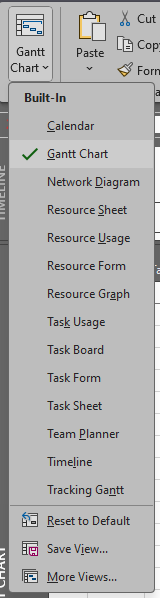 Gantt
Chart
Paste
Cut
Copy
Form
Built-In
Calendar
Gantt Chart
Network Diagram
Resource Sheet
Resource Usage
Resource Form
Resource Graph
Task Usage
Task Board
Task Form
Task Sheet
Team Planner
Timeline
Tracking Gantt
Reset to Default
Save View...
More Views...
TIMELINE
CHART